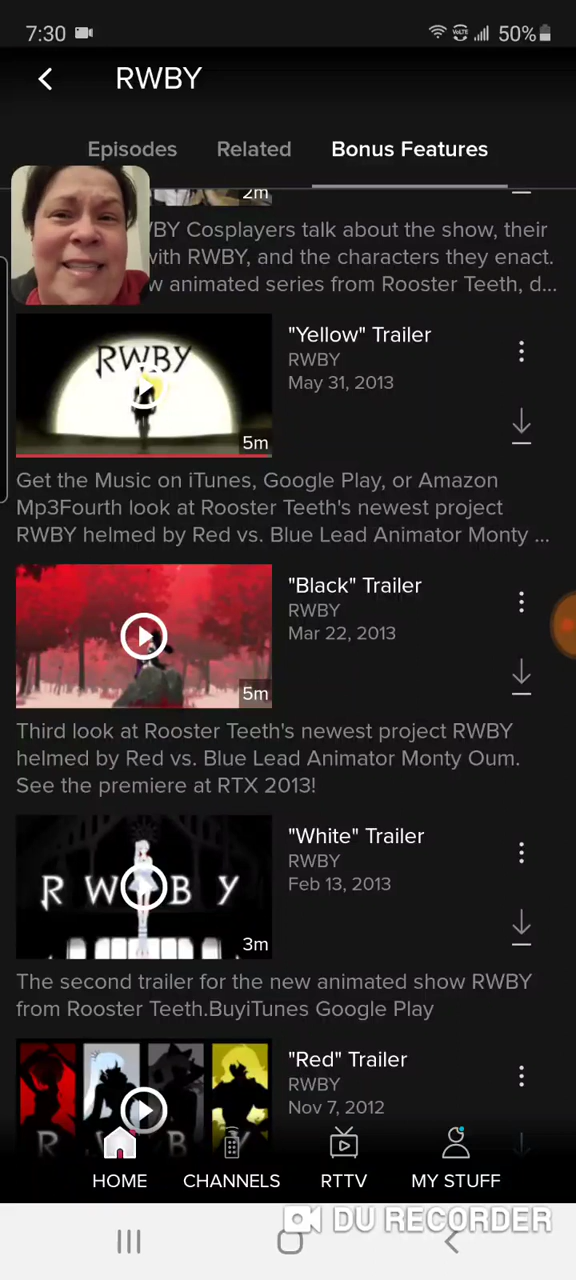 7:30
VoLTE
50%
RWBY
Episodes Related Bonus Features
2m
BY Cosplayers talk about the show, their
with RWBY, and the characters they enact.
w animated series from Rooster Teeth, d...
RWBY
5m
"Yellow" Trailer
RWBY
May 31, 2013
Get the Music on iTunes, Google Play, or Amazon
Mp3Fourth look at Rooster Teeth's newest project
RWBY helmed by Red vs. Blue Lead Animator Monty ...
5m
"Black" Trailer
RWBY
Mar 22, 2013
Third look at Rooster Teeth's newest project RWBY
helmed by Red vs. Blue Lead Animator Monty Oum.
See the premiere at RTX 2013!
R W B Y
3m
"White" Trailer
RWBY
Feb 13, 2013
The second trailer for the new animated show RWBY
from Rooster Teeth.BuyiTunes Google Play
R W B Y
"Red" Trailer
RWBY
Nov 7, 2012
HOME CHANNELS RTTV MY STUFF
DU RECORDER